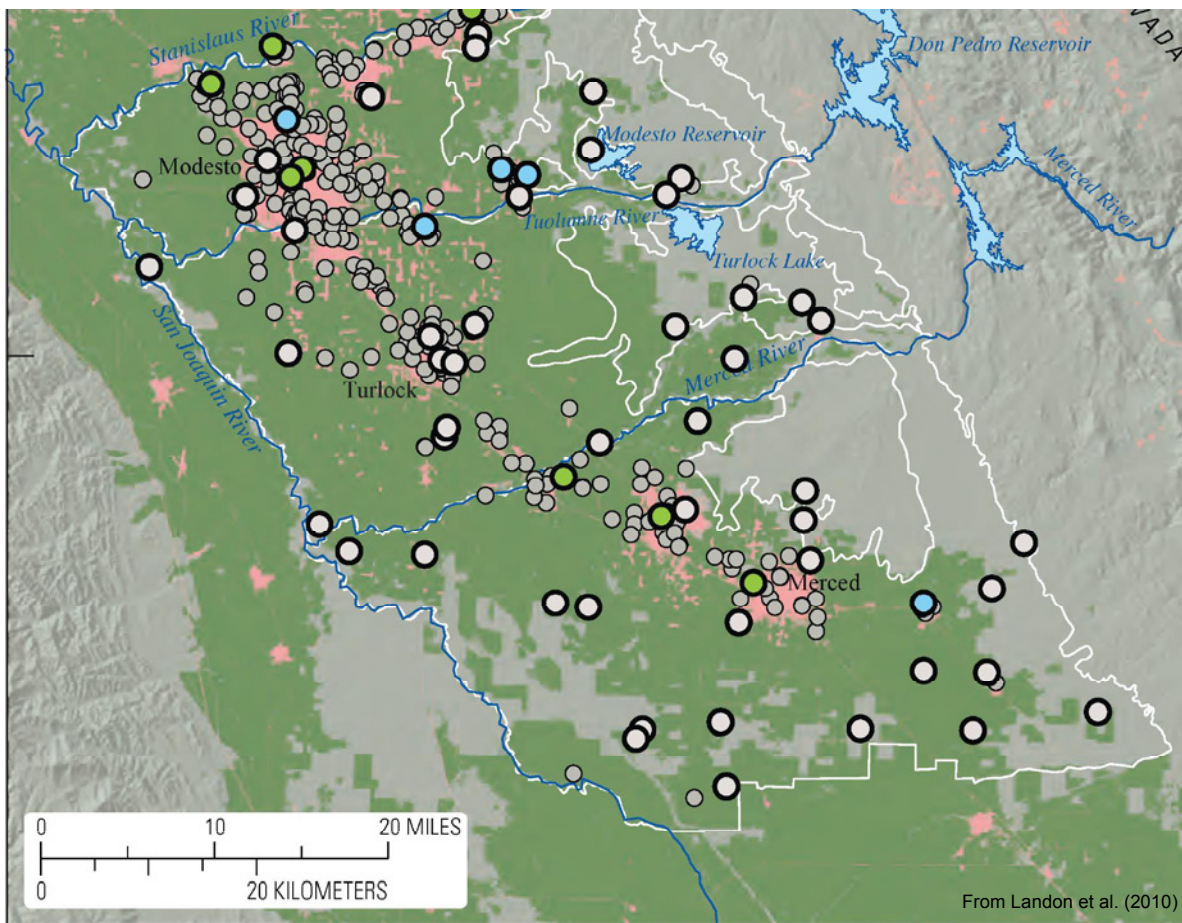 Stanislaus River
Don Pedro Reservoir
VADA
Modesto Reservoir
Modesto
Merced River
Tuolumne River
Turlock Lake
San Joaquin River
Merced River
Turlock
Merced
0 10 20 MILES
0 20 KILOMETERS
From Landon et al. (2010)